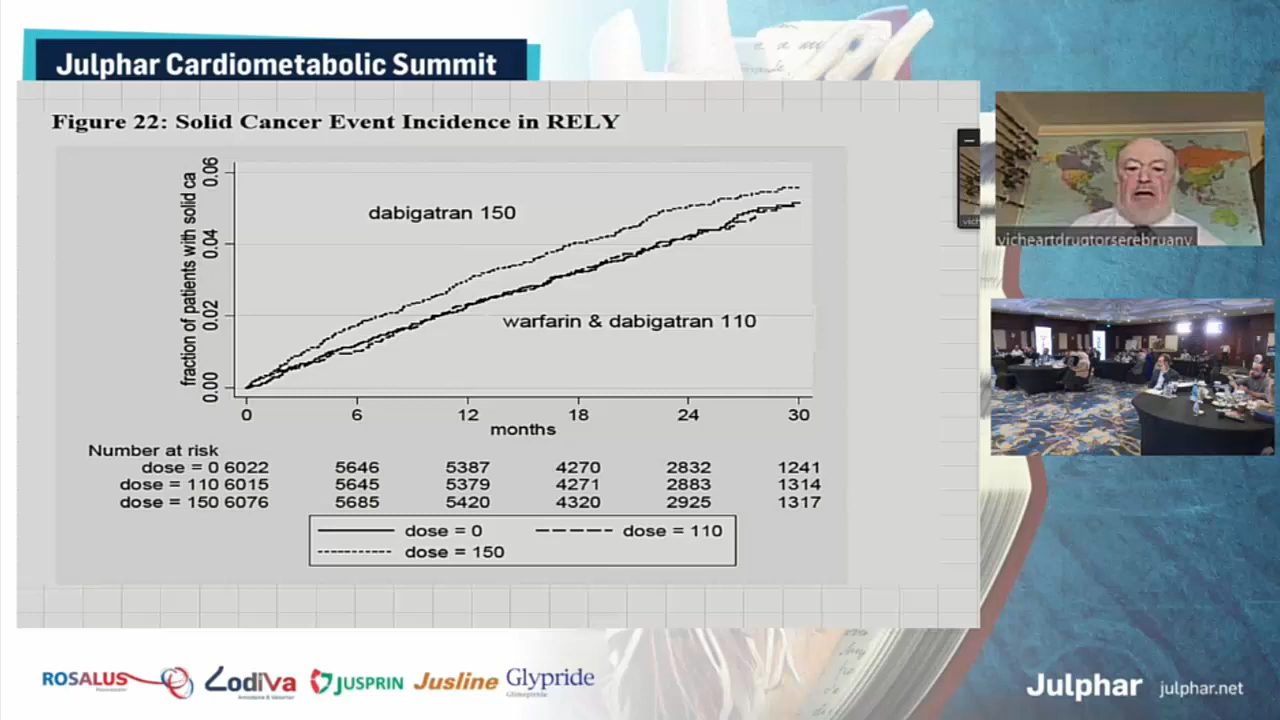 Julphar Cardiometabolic Summit
Figure 22: Solid Cancer Event Incidence in RELY
fraction of patients with solid ca
0.06
0.04
0.02
0.00
dabigatran 150
warfarin & dabigatran 110
0 6 12 18 24 30
months
Number at risk
dose = 0 6022 5646 5387 4270 2832 1241
dose = 110 6015 5645 5379 4271 2883 1314
dose = 150 6076 5685 5420 4320 2925 1317
dose = 0 dose = 110
dose = 150
vicheartdrugtorserebruany
ROSALUS
Lodiva
Amlodipine & Valsartan
JUSPRIN
Jusline
Glypride
Glimepiride
Julphar julphar.net